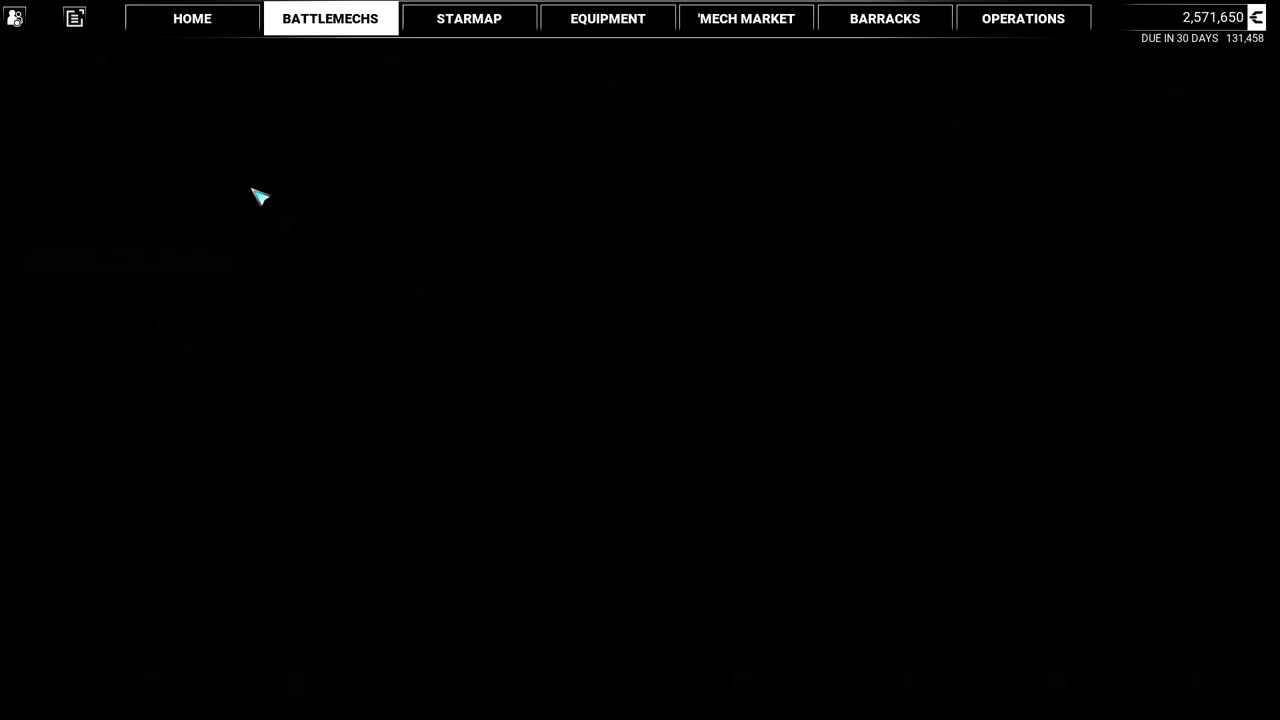 HOME
BATTLEMECHS
STARMAP
EQUIPMENT
'MECH MARKET
BARRACKS
OPERATIONS
2,571,650
DUE IN 30 DAYS 131,458